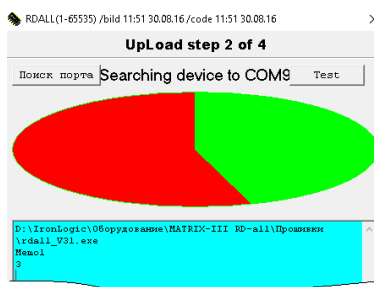 RDALL(1-65535) /bild 11:51 30.08.16 /code 11:51 30.08.16
UpLoad step 2 of 4
Поиск порта Searching device to COM9 Test
D:\IronLogic\Оборудование\MATRIX-III RD-all\Прошивки
\rdall_V31.exe
Memol
3